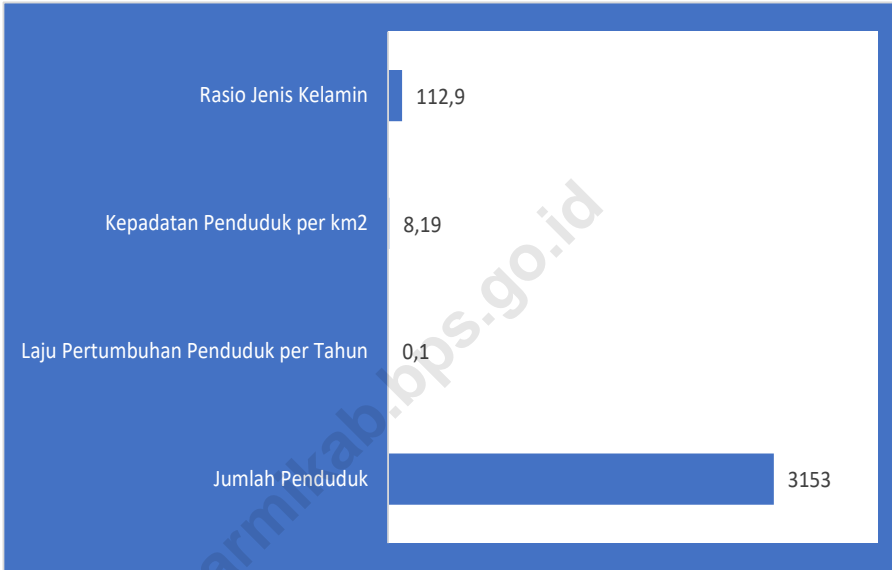 Rasio Jenis Kelamin 112,9
Kepadatan Penduduk per km2 8,19
Laju Pertumbuhan Penduduk per Tahun 0,1
Jumlah Penduduk 3153
armikab.bps.go.id